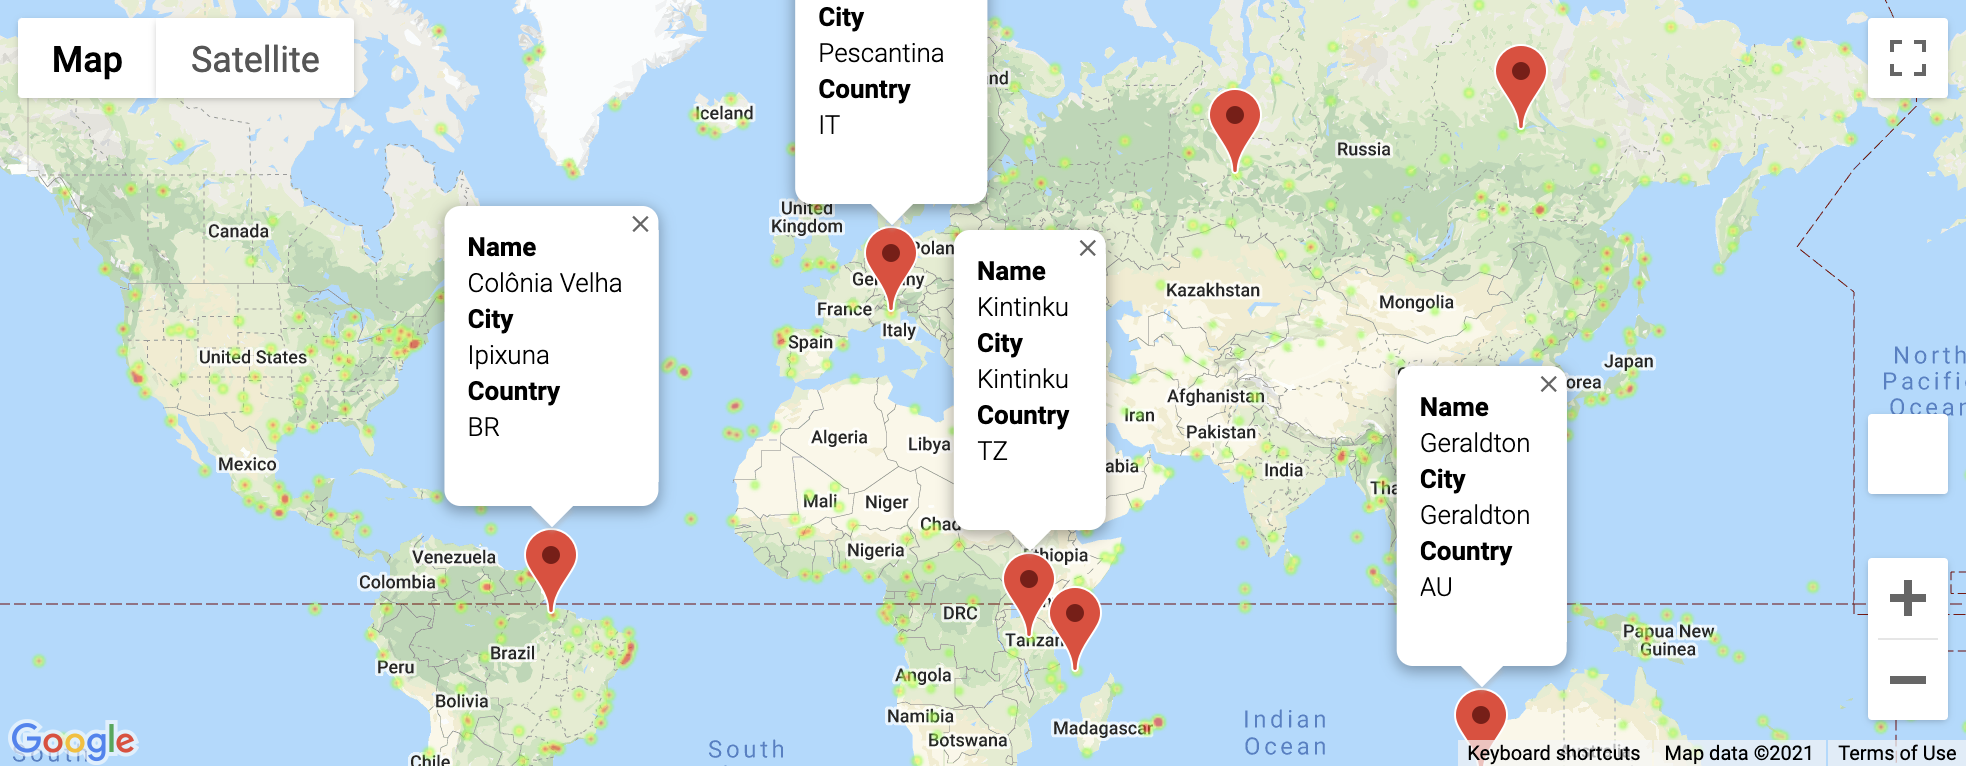 Map
Satellite
City
Pescantina
Country
IT
Name
Colônia Velha
City
Ipixuna
Country
BR
Name
Kintinku
City
Kintinku
Country
TZ
Name
Geraldton
City
Geraldton
Country
AU
Iceland
Russia
Canada
United
Kingdom
Kazakhstan
Mongolia
France
Italy
Spain
United States
Japan
North
Afghanistan
Iran
Pakistan
India
Algeria
Libya
Mexico
Mali
Niger
Nigeria
Venezuela
Colombia
DRC
Papua New
Guinea
Brazil
Peru
Angola
Bolivia
Namibia
Botswana
Madagascar
Indian
Ocean
South
Chile
Google
Keyboard shortcuts
Map data ©2021
Terms of Use